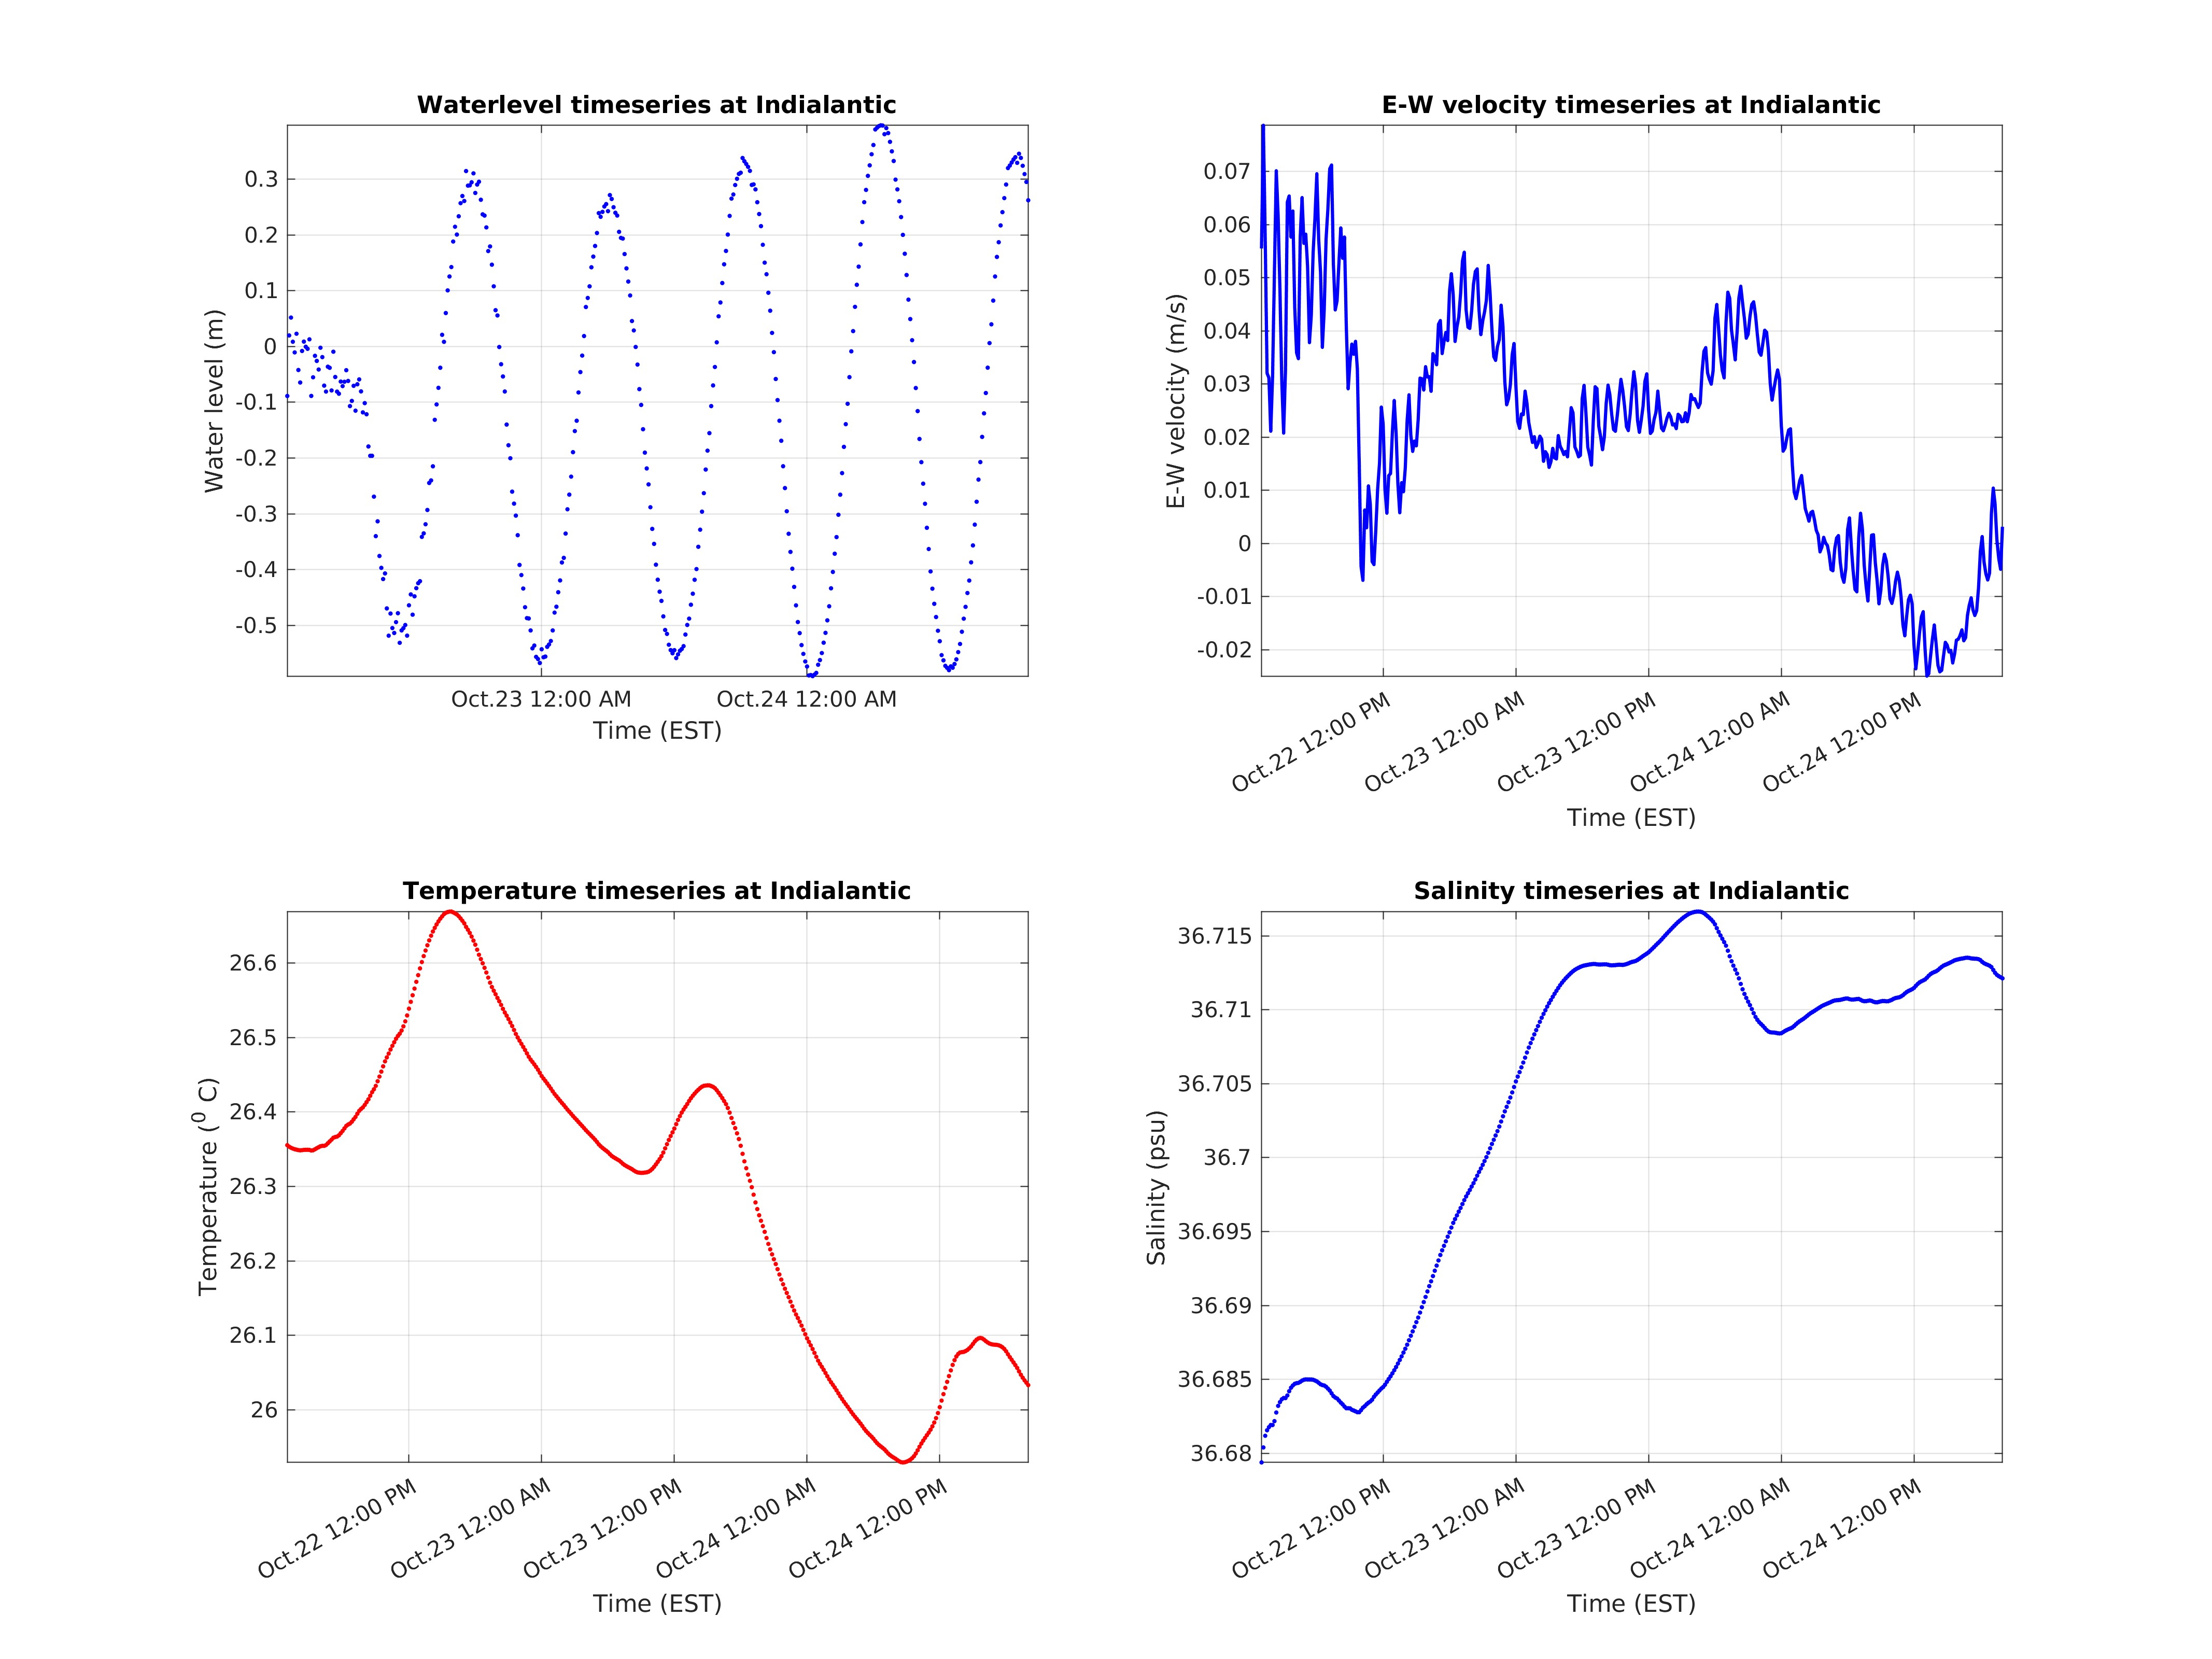 Waterlevel timeseries at Indialantic
0.3
0.2
0.1
0
-0.1
-0.2
-0.3
-0.4
-0.5
Water level (m)
Oct.23 12:00 AM
Oct.24 12:00 AM
Time (EST)
E-W velocity timeseries at Indialantic
0.07
0.06
0.05
0.04
0.03
0.02
0.01
0
-0.01
-0.02
E-W velocity (m/s)
Oct.22 12:00 PM
Oct.23 12:00 AM
Oct.23 12:00 PM
Oct.24 12:00 AM
Oct.24 12:00 PM
Time (EST)
Temperature timeseries at Indialantic
26.6
26.5
26.4
26.3
26.2
26.1
26
Temperature (⁰ C)
Oct.22 12:00 PM
Oct.23 12:00 AM
Oct.23 12:00 PM
Oct.24 12:00 AM
Oct.24 12:00 PM
Time (EST)
Salinity timeseries at Indialantic
36.715
36.71
36.705
36.7
36.695
36.69
36.685
36.68
Salinity (psu)
Oct.22 12:00 PM
Oct.23 12:00 AM
Oct.23 12:00 PM
Oct.24 12:00 AM
Oct.24 12:00 PM
Time (EST)